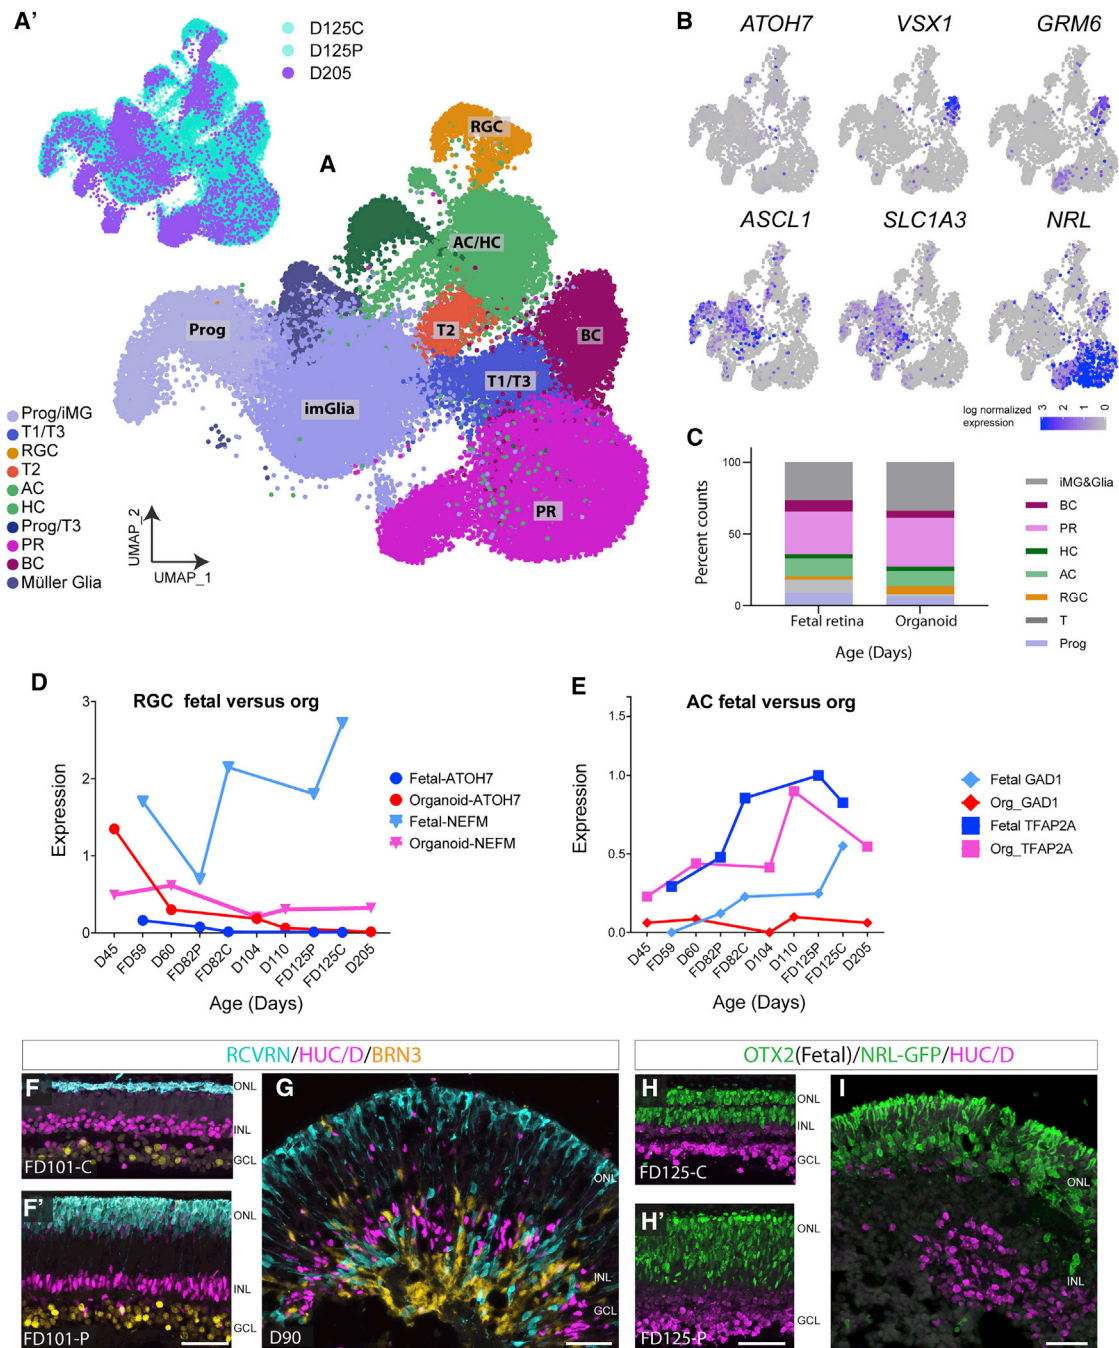 A'
D125C
D125P
D205
A
RGC
AC/HC
Prog
T2
BC
T1/T3
imGlia
PR
Prog/iMG
T1/T3
RGC
T2
AC
HC
Prog/T3
PR
BC
Müller Glia
UMAP_2
UMAP_1
B
ATOH7 VSX1 GRM6
ASCL1 SLC1A3 NRL
log normalized
expression
3 2 1 0
C
100
50
0
Percent counts
Fetal retina Organoid
Age (Days)
iMG&Glia
BC
PR
HC
AC
RGC
T
Prog
D
RGC fetal versus org
3
2
1
0
Expression
D45 FD59 D60 FD82P FD82C D104 D110 FD125P FD125C D205
Age (Days)
Fetal-ATOH7
Organoid-ATOH7
Fetal-NEFM
Organoid-NEFM
E
AC fetal versus org
1.5
1.0
0.5
0.0
Expression
D45 FD59 D60 FD82P FD82C D104 D110 FD125P FD125C D205
Age (Days)
Fetal GAD1
Org_GAD1
Fetal TFAP2A
Org_TFAP2A
RCVRN/HUC/D/BRN3
F
ONL
INL
GCL
FD101-C
F'
ONL
INL
GCL
FD101-P
G
ONL
INL
GCL
D90
OTX2(Fetal)/NRL-GFP/HUC/D
H
ONL
INL
GCL
FD125-C
H'
ONL
INL
GCL
FD125-P
I
ONL
INL